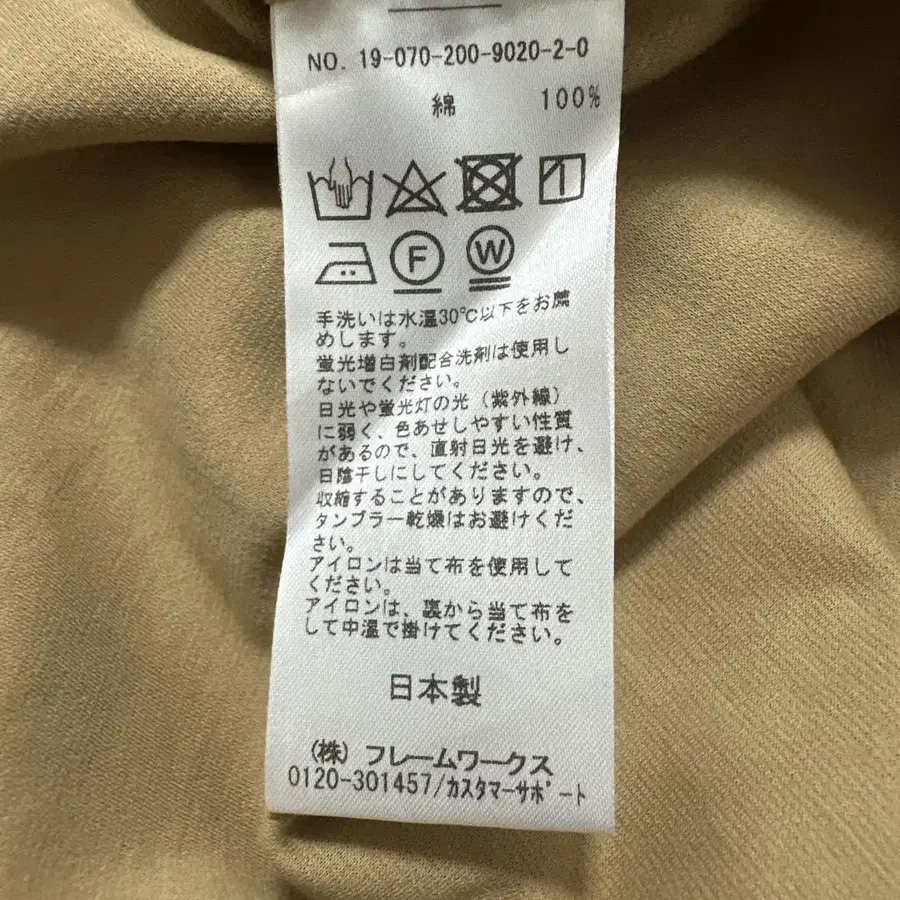 NO. 19-070-200-9020-2-0
綿 100%
F W
手洗いは水温30℃以下をお薦
めします。
蛍光増白剤配合洗剤は使用し
ないでください。
日光や蛍光灯の光（紫外線）
に弱く、色あせしやすい性質
があるので、直射日光を避け、
日陰干しにしてください。
収縮することがありますので、
タンブラー乾燥はお避けくだ
さい。
アイロンは当て布を使用して
ください。
アイロンは、裏から当て布を
して中温で掛けてください。
日本製
（株）フレームワークス
0120-301457/ｶｽﾀﾏｰｻﾎﾟｰﾄ